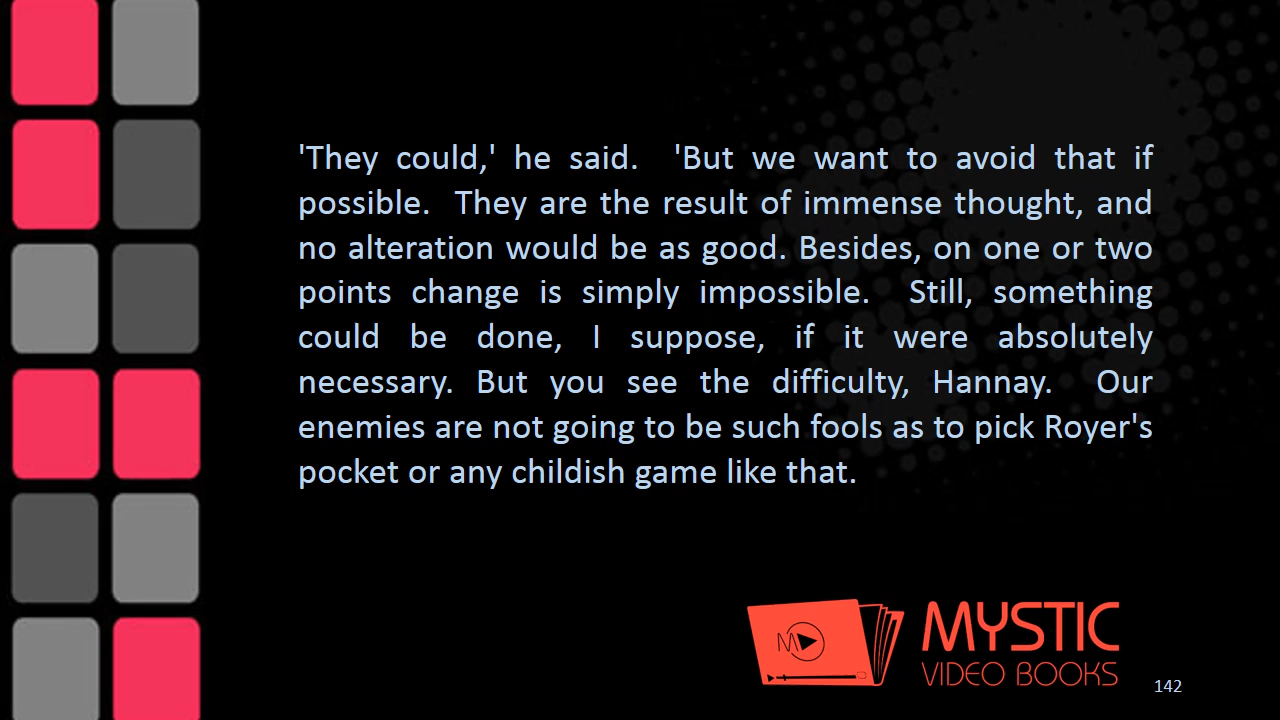 'They could,' he said.  'But we want to avoid that if
possible.  They are the result of immense thought, and
no alteration would be as good. Besides, on one or two
points change is simply impossible.  Still, something
could be done, I suppose, if it were absolutely
necessary. But you see the difficulty, Hannay.  Our
enemies are not going to be such fools as to pick Royer's
pocket or any childish game like that.
M
MYSTIC
VIDEO BOOKS
142